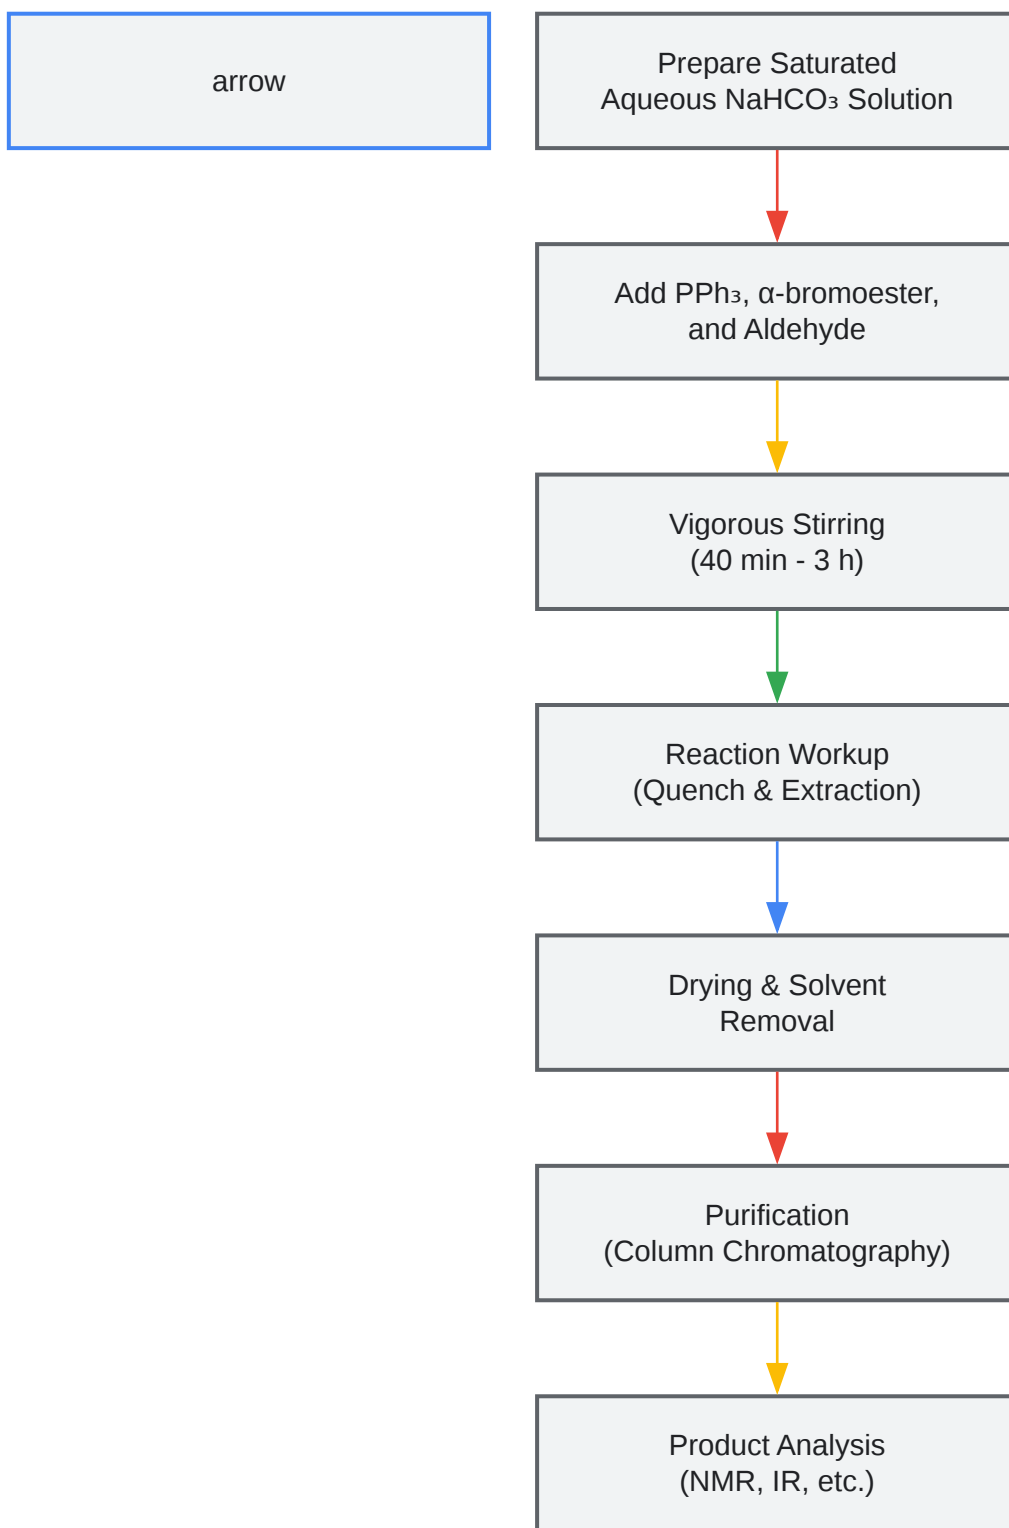 arrow
Prepare Saturated
Aqueous NaHCO₃ Solution
Add PPh₃, α-bromoester,
and Aldehyde
Vigorous Stirring
(40 min - 3 h)
Reaction Workup
(Quench & Extraction)
Drying & Solvent
Removal
Purification
(Column Chromatography)
Product Analysis
(NMR, IR, etc.)